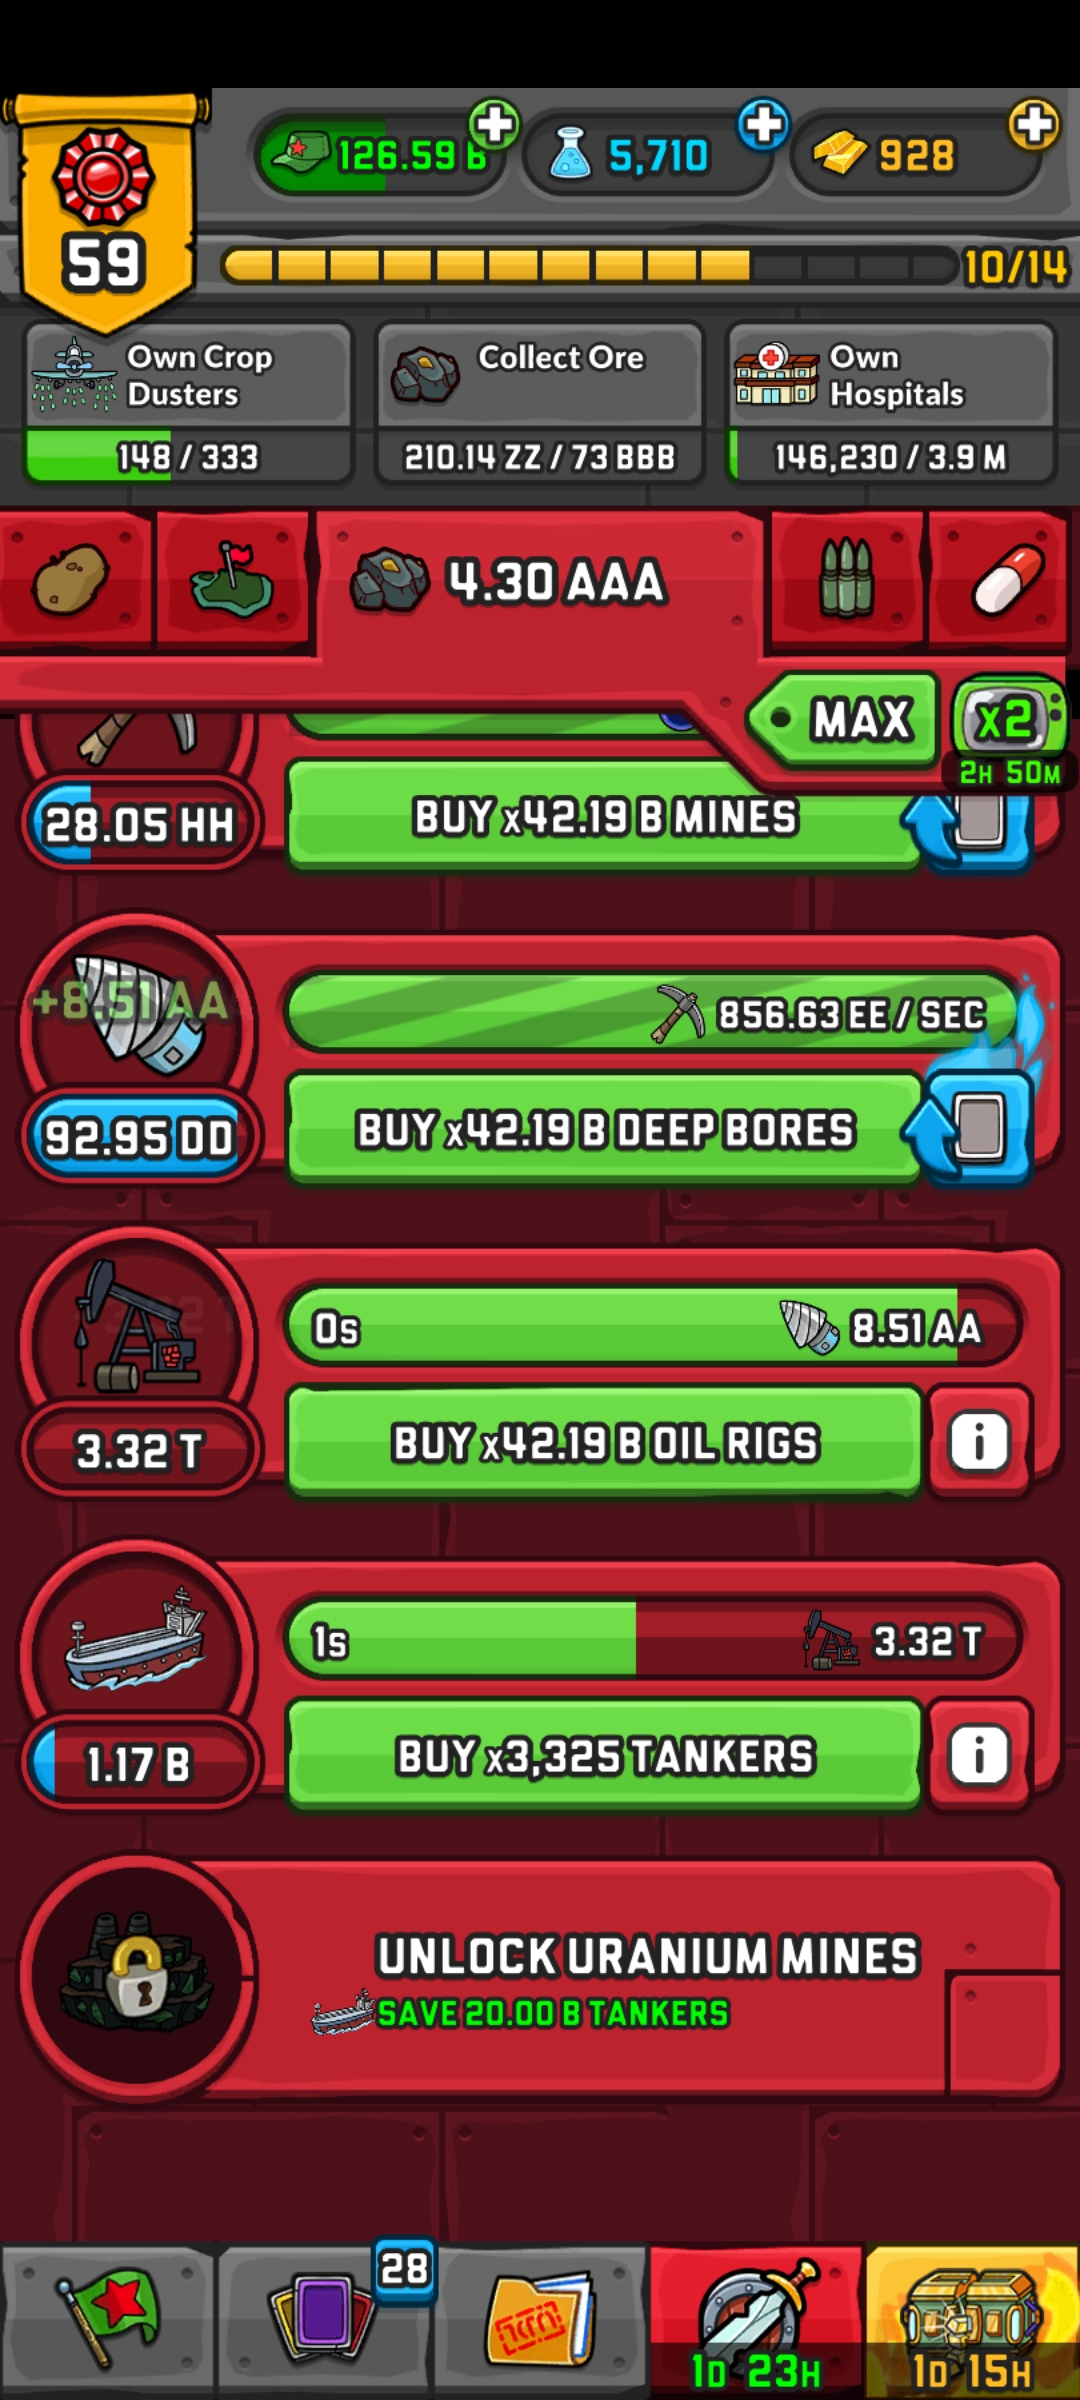 126.59 B
5,710
928
59
10/14
Own Crop
Dusters
148 / 333
Collect Ore
210.14 ZZ / 73 BBB
Own
Hospitals
146,230 / 3.9 M
4.30 AAA
MAX
x2
2H 50M
28.05 HH
BUY x42.19 B MINES
+8.51 AA
856.63 EE / SEC
92.95 DD
BUY x42.19 B DEEP BORES
0s
8.51 AA
3.32 T
BUY x42.19 B OIL RIGS
i
1s
3.32 T
1.17 B
BUY x3,325 TANKERS
i
UNLOCK URANIUM MINES
SAVE 20.00 B TANKERS
28
1D 23H
1D 15H